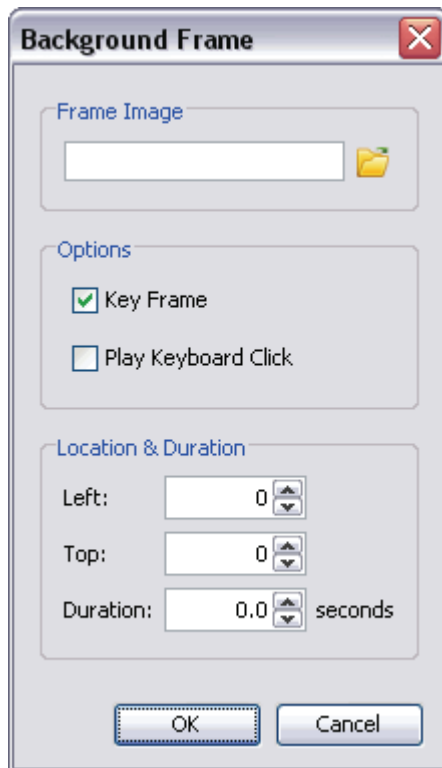 Background Frame
Frame Image
Options
Key Frame
Play Keyboard Click
Location & Duration
Left: 0
Top: 0
Duration: 0.0 seconds
OK Cancel